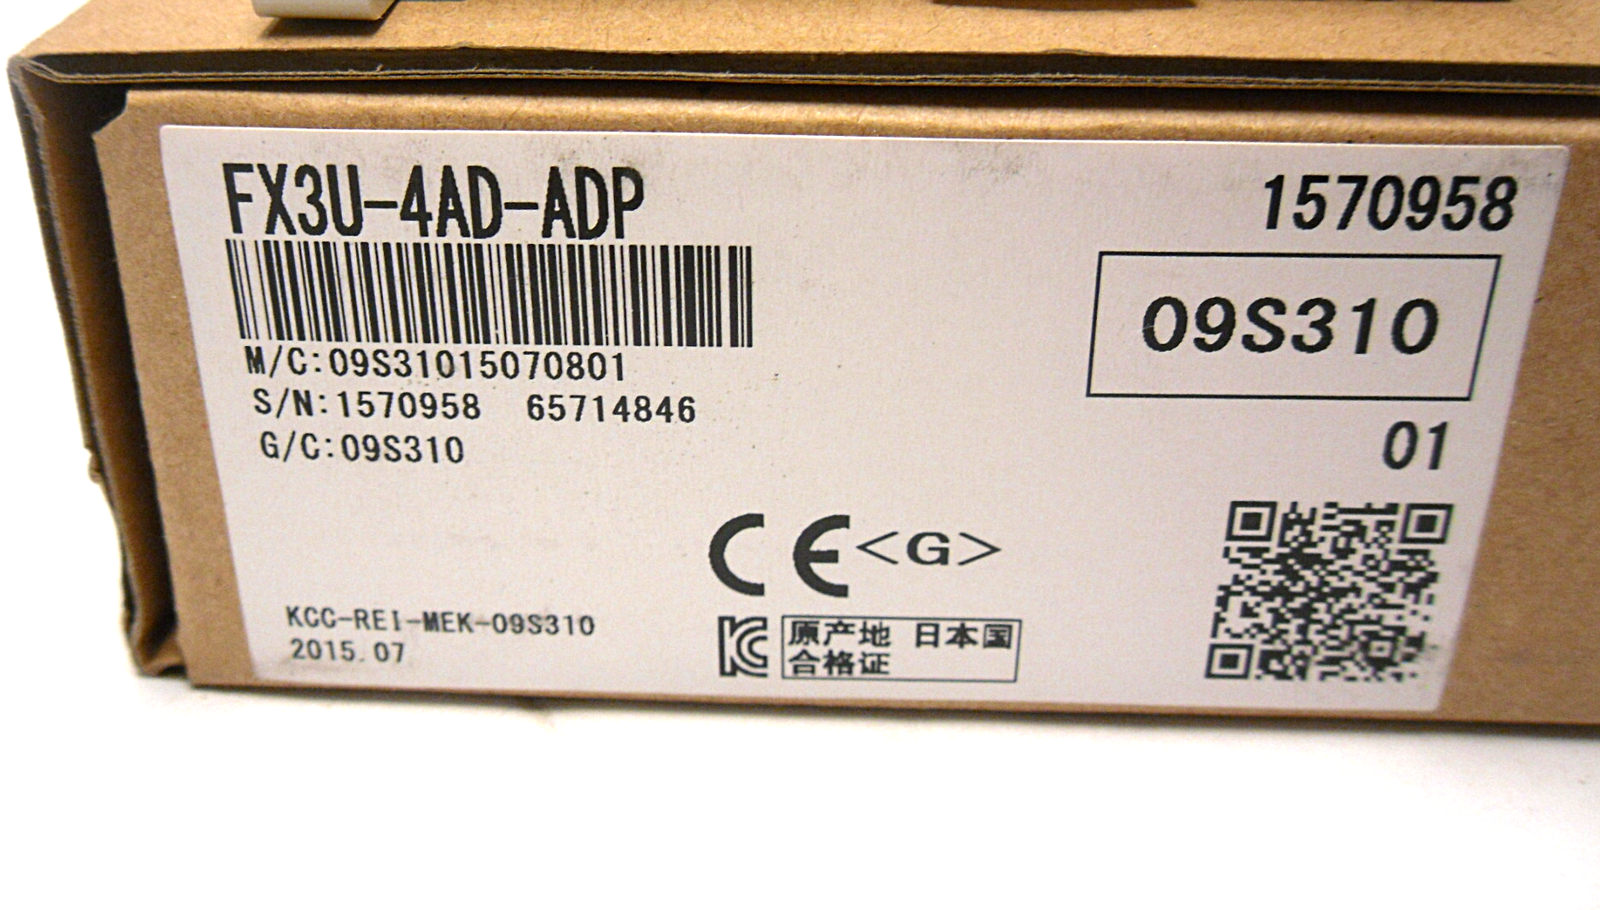 FX3U-4AD-ADP
1570958
09S310
M/C:09S31015070801
S/N:1570958 65714846
G/C:09S310
01
CE<G>
KCC-REI-MEK-09S310
2015.07
原产地 日本国
合格证